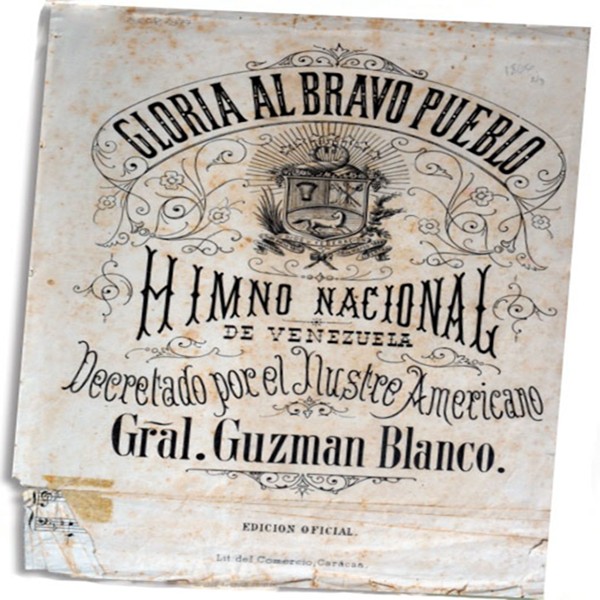 GLORIA AL BRAVO PUEBLO
HIMNO NACIONAL
DE VENEZUELA
Decretado por el Ilustre Americano
Gral. Guzman Blanco.
EDICION OFICIAL.
Lit del Comercio, Carácas.